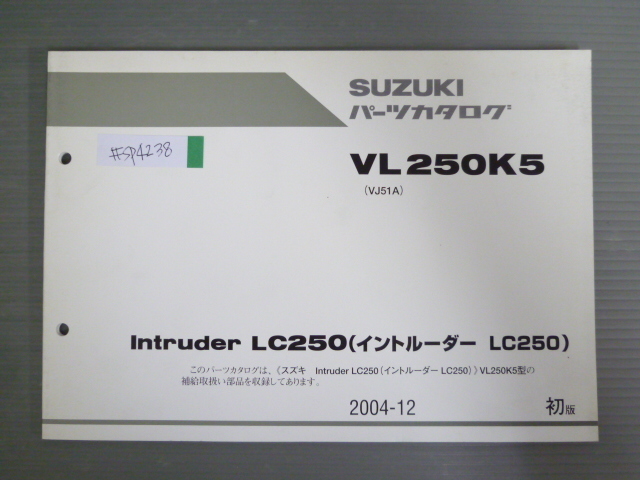 SUZUKI
パーツカタログ
#SP4238
VL250K5
(VJ51A)
Intruder LC250(イントルーダー LC250)
このパーツカタログは、《スズキ Intruder LC250(イントルーダー LC250)》VL250K5型の
補給取扱い部品を収録してあります。
2004-12
初版